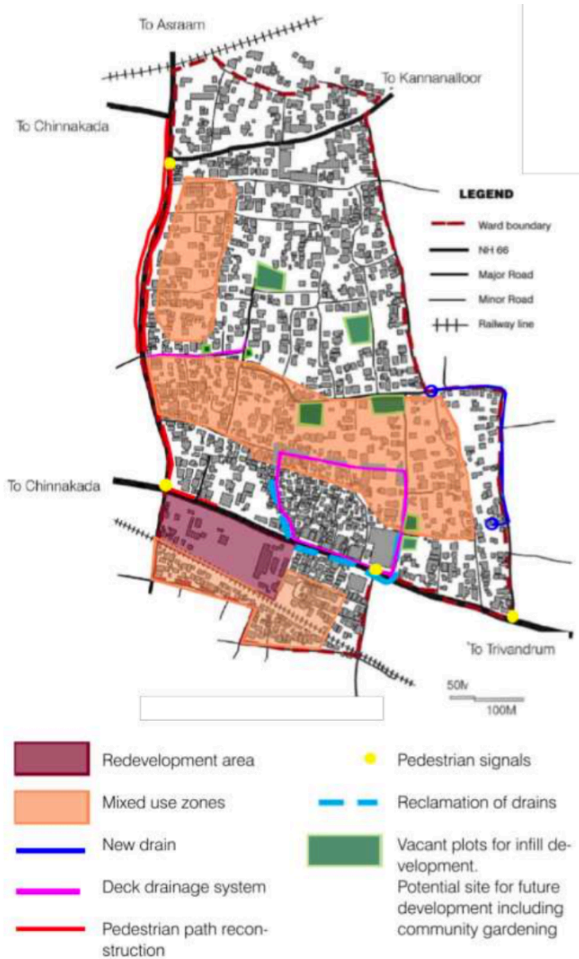 To Asraam
To Kannanalloor
To Chinnakada
LEGEND
Ward boundary
NH 66
Major Road
Minor Road
Railway line
To Chinnakada
To Trivandrum
50M
100M
Redevelopment area
Pedestrian signals
Mixed use zones
Reclamation of drains
New drain
Vacant plots for infill de-
velopment.
Deck drainage system
Potential site for future
development including
community gardening
Pedestrian path recon-
struction